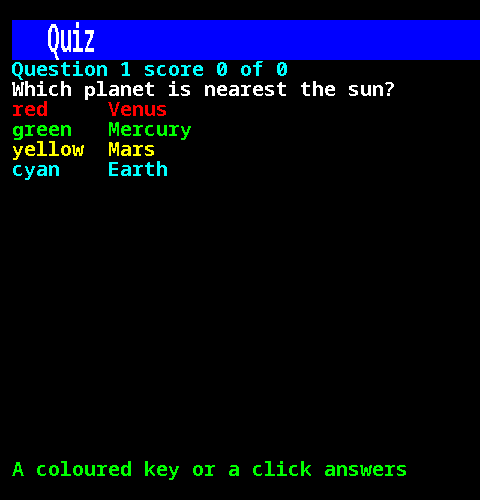 Quiz
Question 1 score 0 of 0
Which planet is nearest the sun?
red Venus
green Mercury
yellow Mars
cyan Earth
A coloured key or a click answers